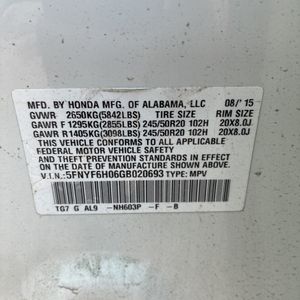 MFD. BY HONDA MFG. OF ALABAMA, LLC 08/'15
GVWR 2650KG(5842LBS) TIRE SIZE RIM SIZE
GAWR F 1295KG(2855LBS) 245/50R20 102H 20X8.0J
GAWR R1405KG(3098LBS) 245/50R20 102H 20X8.0J
THIS VEHICLE CONFORMS TO ALL APPLICABLE
FEDERAL MOTOR VEHICLE SAFETY AND THEFT
PREVENTION STANDARDS IN EFFECT ON THE DATE
OF MANUFACTURE SHOWN ABOVE.
V.I.N.: 5FNYF6H06GB020693 TYPE: MPV
TG7 G AL9 -NH603P -F -B